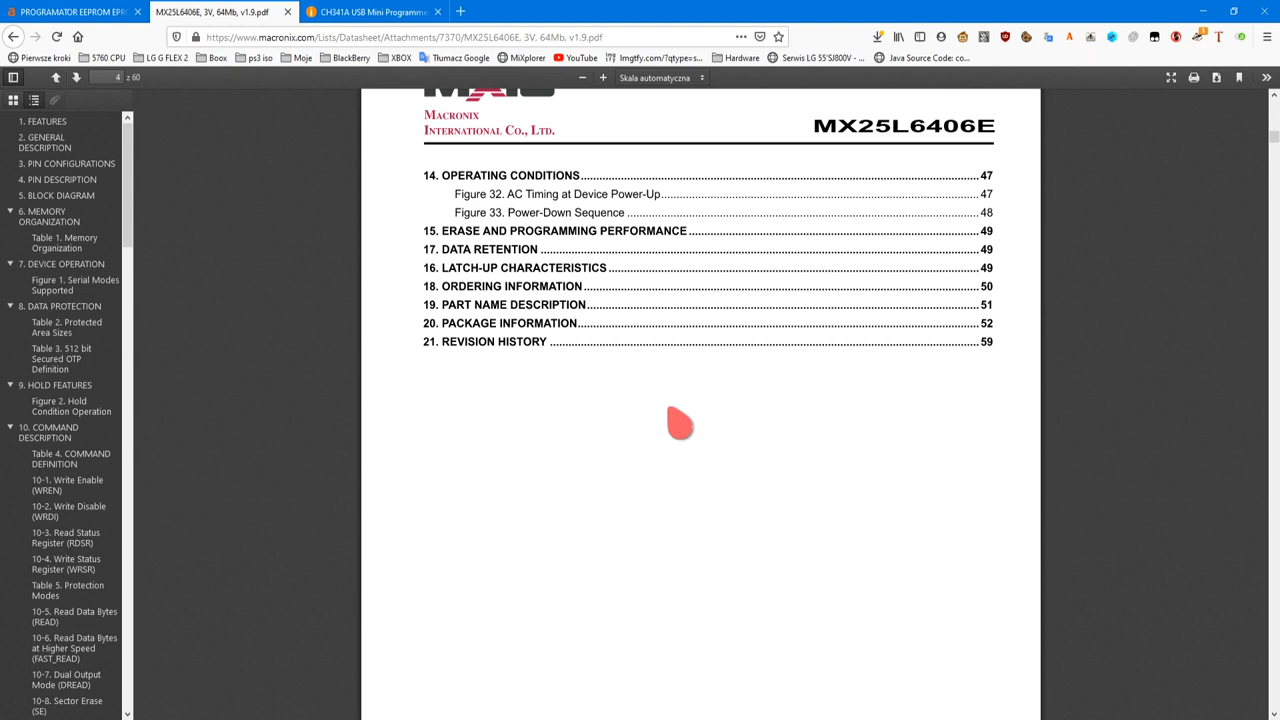 PROGRAMATOR EEPROM EPR
MX25L6406E, 3V, 64Mb, v1.9.pdf
CH341A USB Mini Programme
https://www.macronix.com/Lists/Datasheet/Attachments/7370/MX25L6406E, 3V, 64Mb, v1.9.pdf
Pierwsze kroki
5760 CPU
LG G FLEX 2
Boox
ps3 iso
Moje
BlackBerry
XBOX
Tłumacz Google
MiXplorer
YouTube
lmgtfy.com/?qtype=s...
Hardware
Serwis LG 55'SJ800V - ...
Java Source Code: co...
4 z 60
Skala automatyczna
1. FEATURES
2. GENERAL
DESCRIPTION
3. PIN CONFIGURATIONS
4. PIN DESCRIPTION
5. BLOCK DIAGRAM
6. MEMORY
ORGANIZATION
Table 1. Memory
Organization
7. DEVICE OPERATION
Figure 1. Serial Modes
Supported
8. DATA PROTECTION
Table 2. Protected
Area Sizes
Table 3. 512 bit
Secured OTP
Definition
9. HOLD FEATURES
Figure 2. Hold
Condition Operation
10. COMMAND
DESCRIPTION
Table 4. COMMAND
DEFINITION
10-1. Write Enable
(WREN)
10-2. Write Disable
(WRDI)
10-3. Read Status
Register (RDSR)
10-4. Write Status
Register (WRSR)
Table 5. Protection
Modes
10-5. Read Data Bytes
(READ)
10-6. Read Data Bytes
at Higher Speed
(FAST_READ)
10-7. Dual Output
Mode (DREAD)
10-8. Sector Erase
(SE)
MACRONIX
INTERNATIONAL CO., LTD.
MX25L6406E
14. OPERATING CONDITIONS 47
Figure 32. AC Timing at Device Power-Up 47
Figure 33. Power-Down Sequence 48
15. ERASE AND PROGRAMMING PERFORMANCE 49
17. DATA RETENTION 49
16. LATCH-UP CHARACTERISTICS 49
18. ORDERING INFORMATION 50
19. PART NAME DESCRIPTION 51
20. PACKAGE INFORMATION 52
21. REVISION HISTORY 59